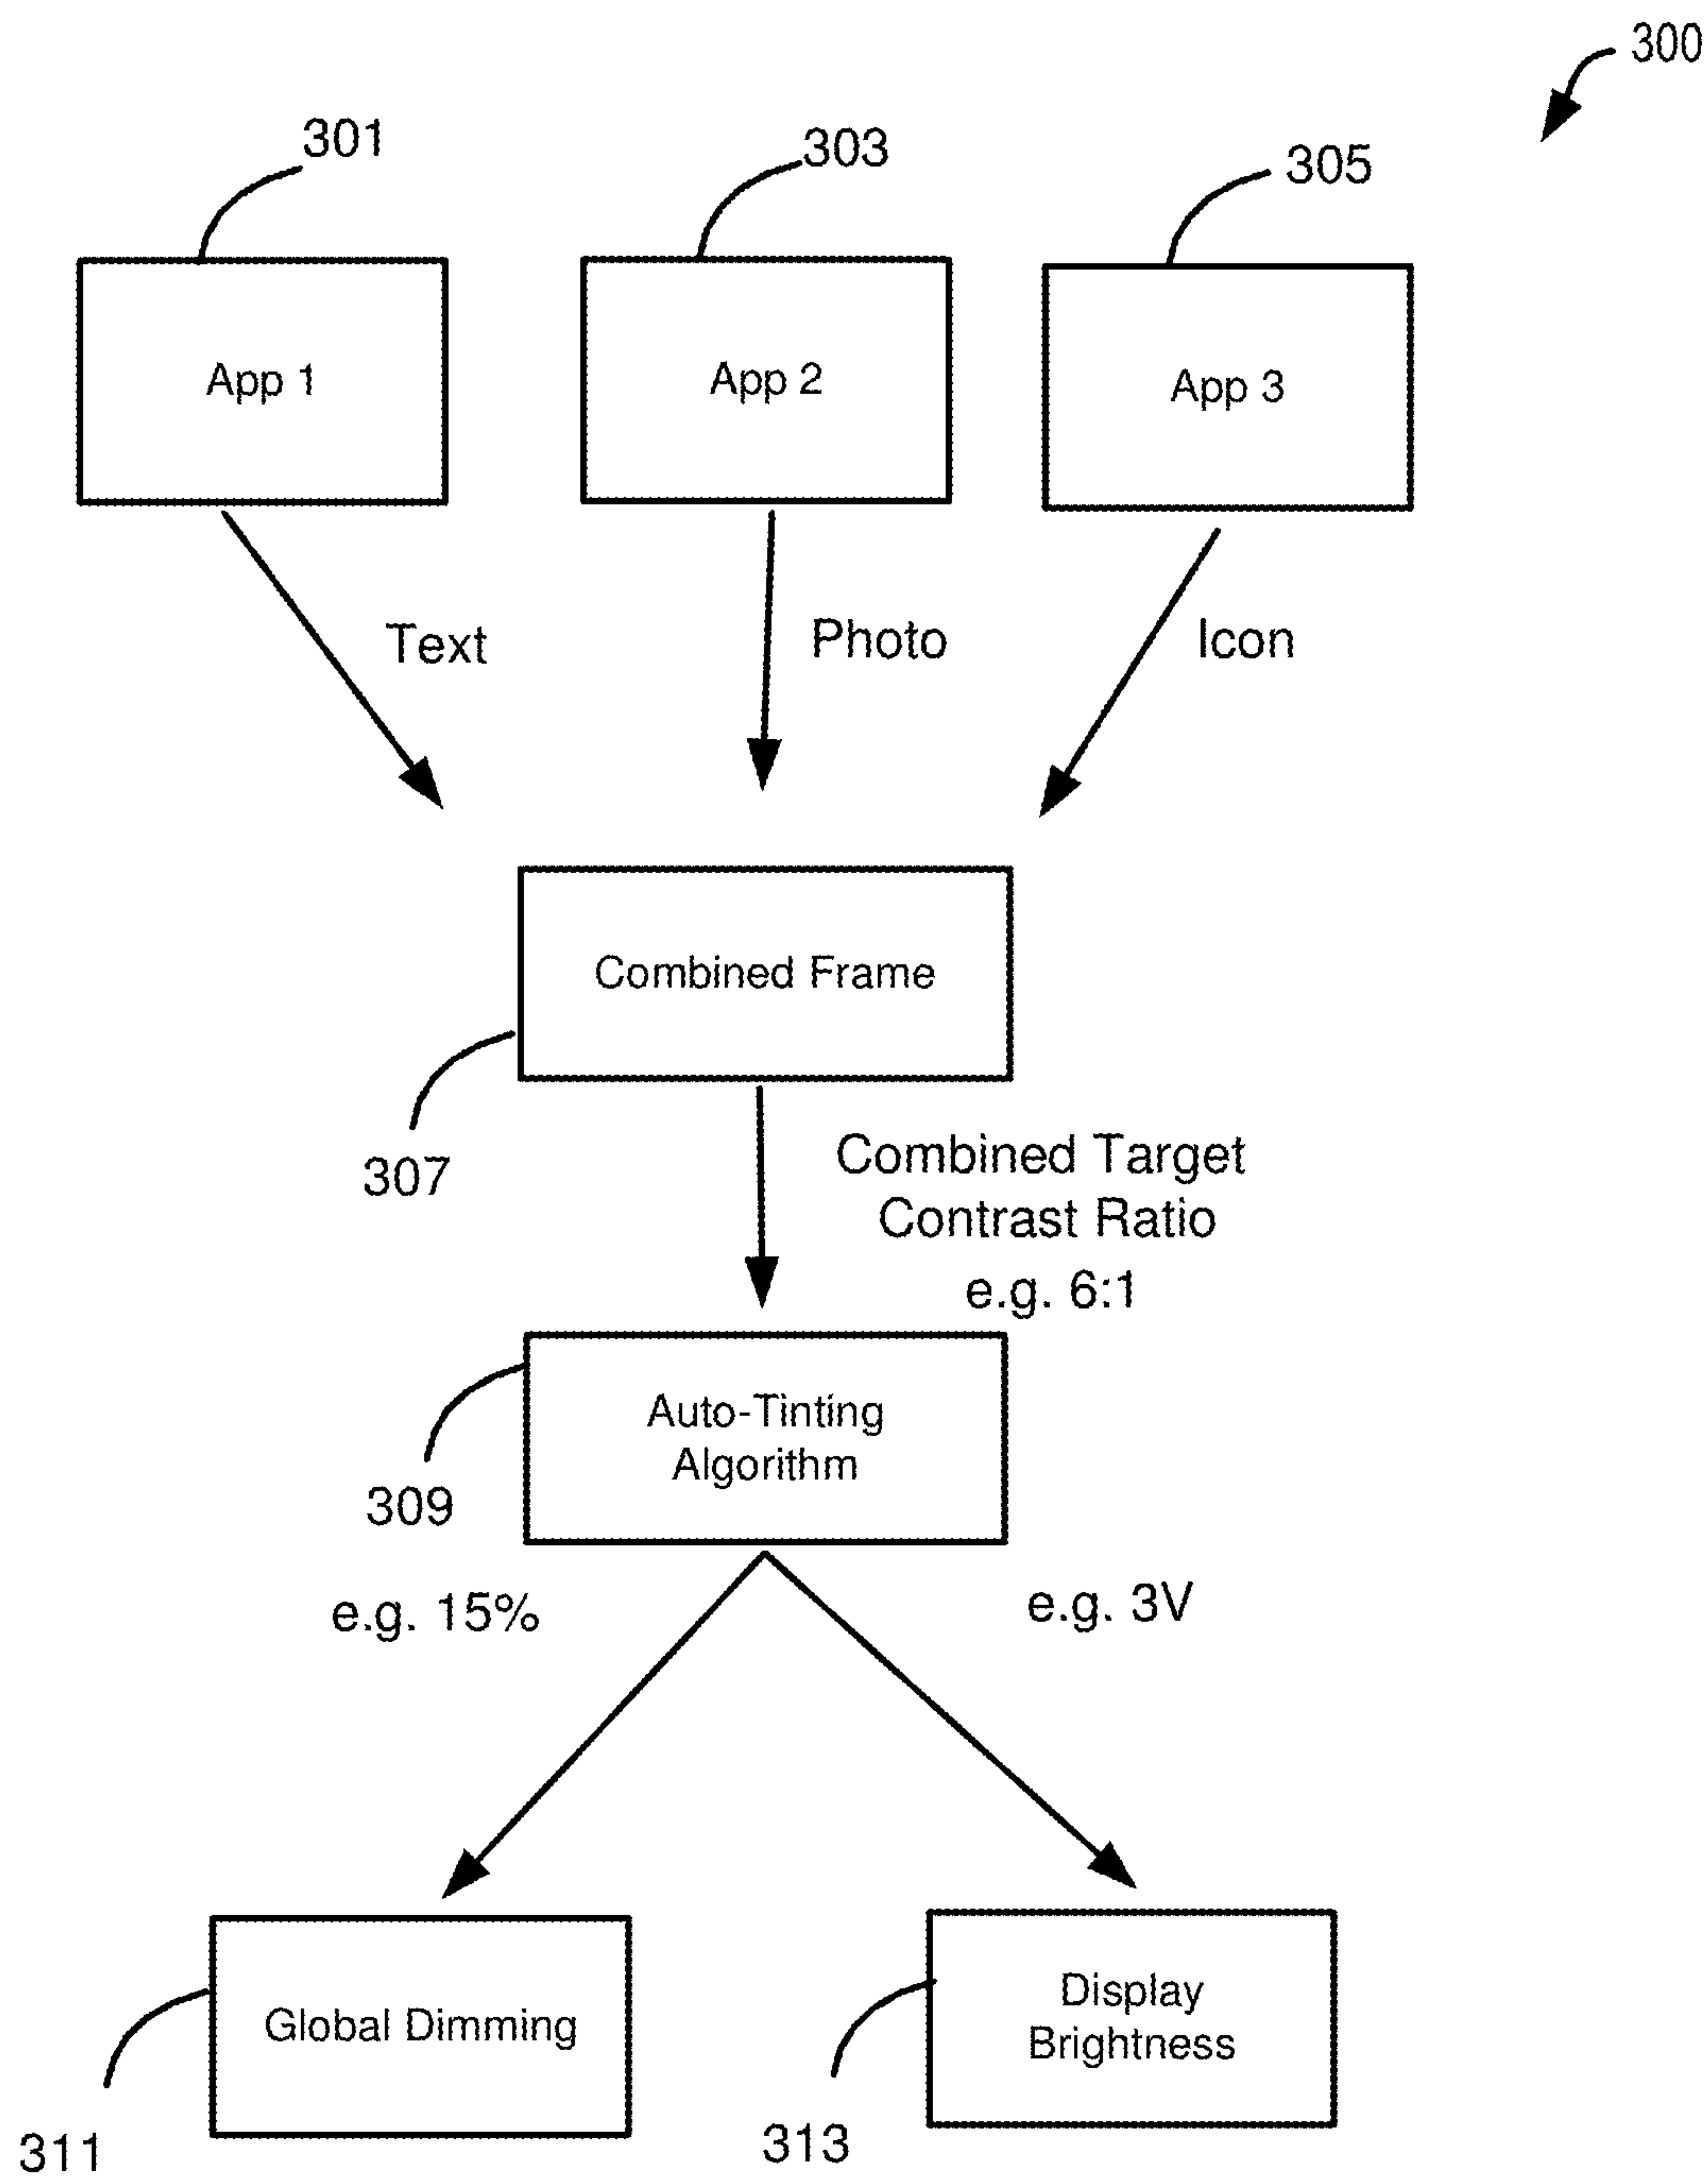 300
301
303
305
App 1
App 2
App 3
Text
Photo
Icon
Combined Frame
307
Combined Target
Contrast Ratio
e.g. 6:1
Auto-Tinting
Algorithm
309
e.g. 15%
e.g. 3V
Global Dimming
Display
Brightness
311
313